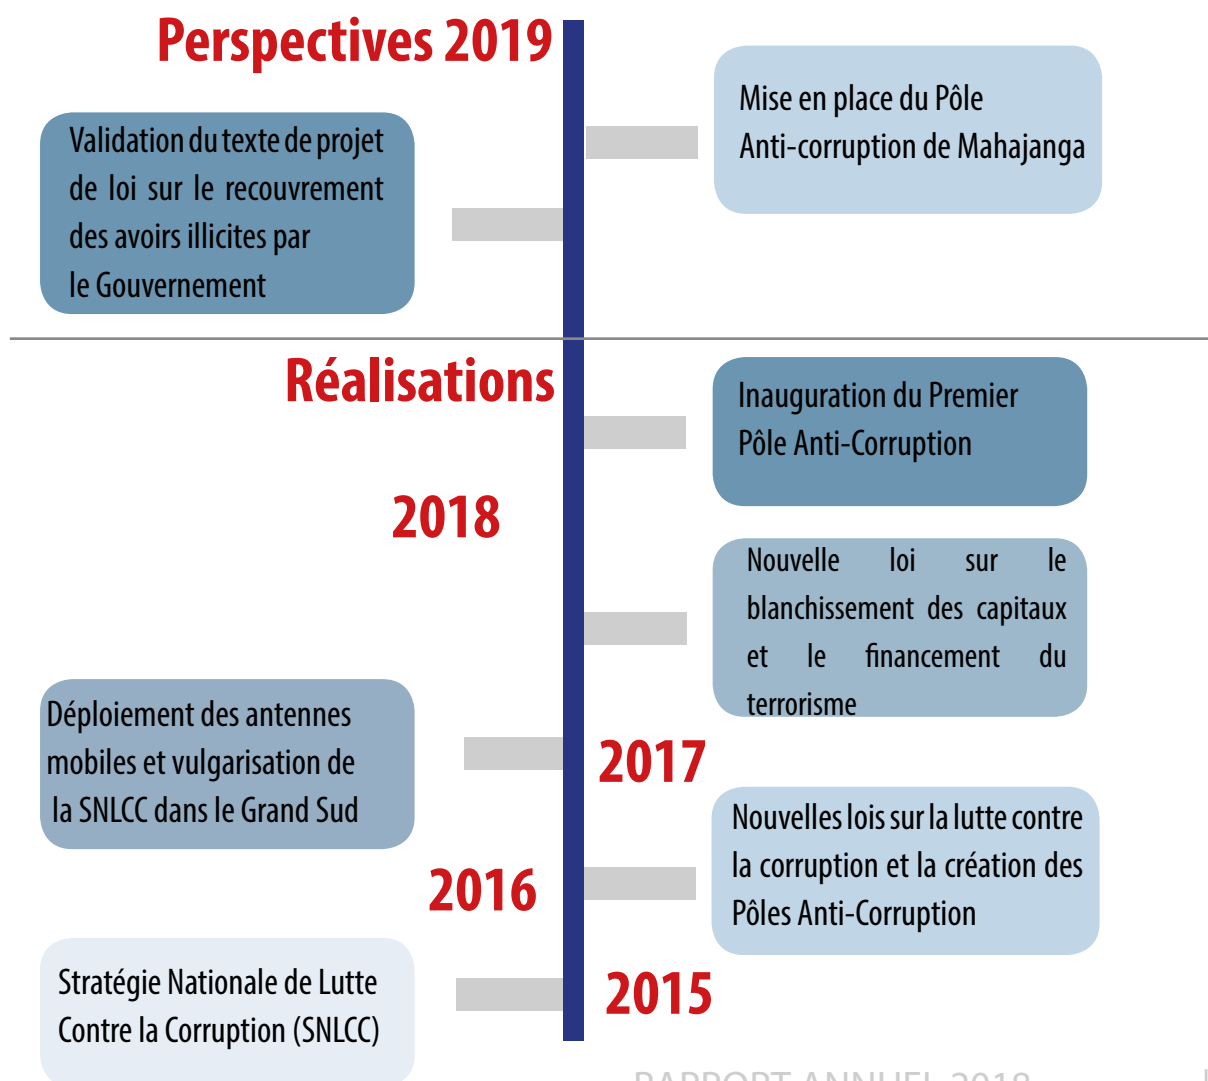 Perspectives 2019
Mise en place du Pôle
Anti-corruption de Mahajanga
Validation du texte de projet
de loi sur le recouvrement
des avoirs illicites par
le Gouvernement
Réalisations
Inauguration du Premier
Pôle Anti-Corruption
2018
Nouvelle loi sur le
blanchissement des capitaux
et le financement du
terrorisme
Déploiement des antennes
mobiles et vulgarisation de
la SNLCC dans le Grand Sud
2017
Nouvelles lois sur la lutte contre
la corruption et la création des
Pôles Anti-Corruption
2016
Stratégie Nationale de Lutte
Contre la Corruption (SNLCC)
2015
RAPPORT ANNUEL 2018